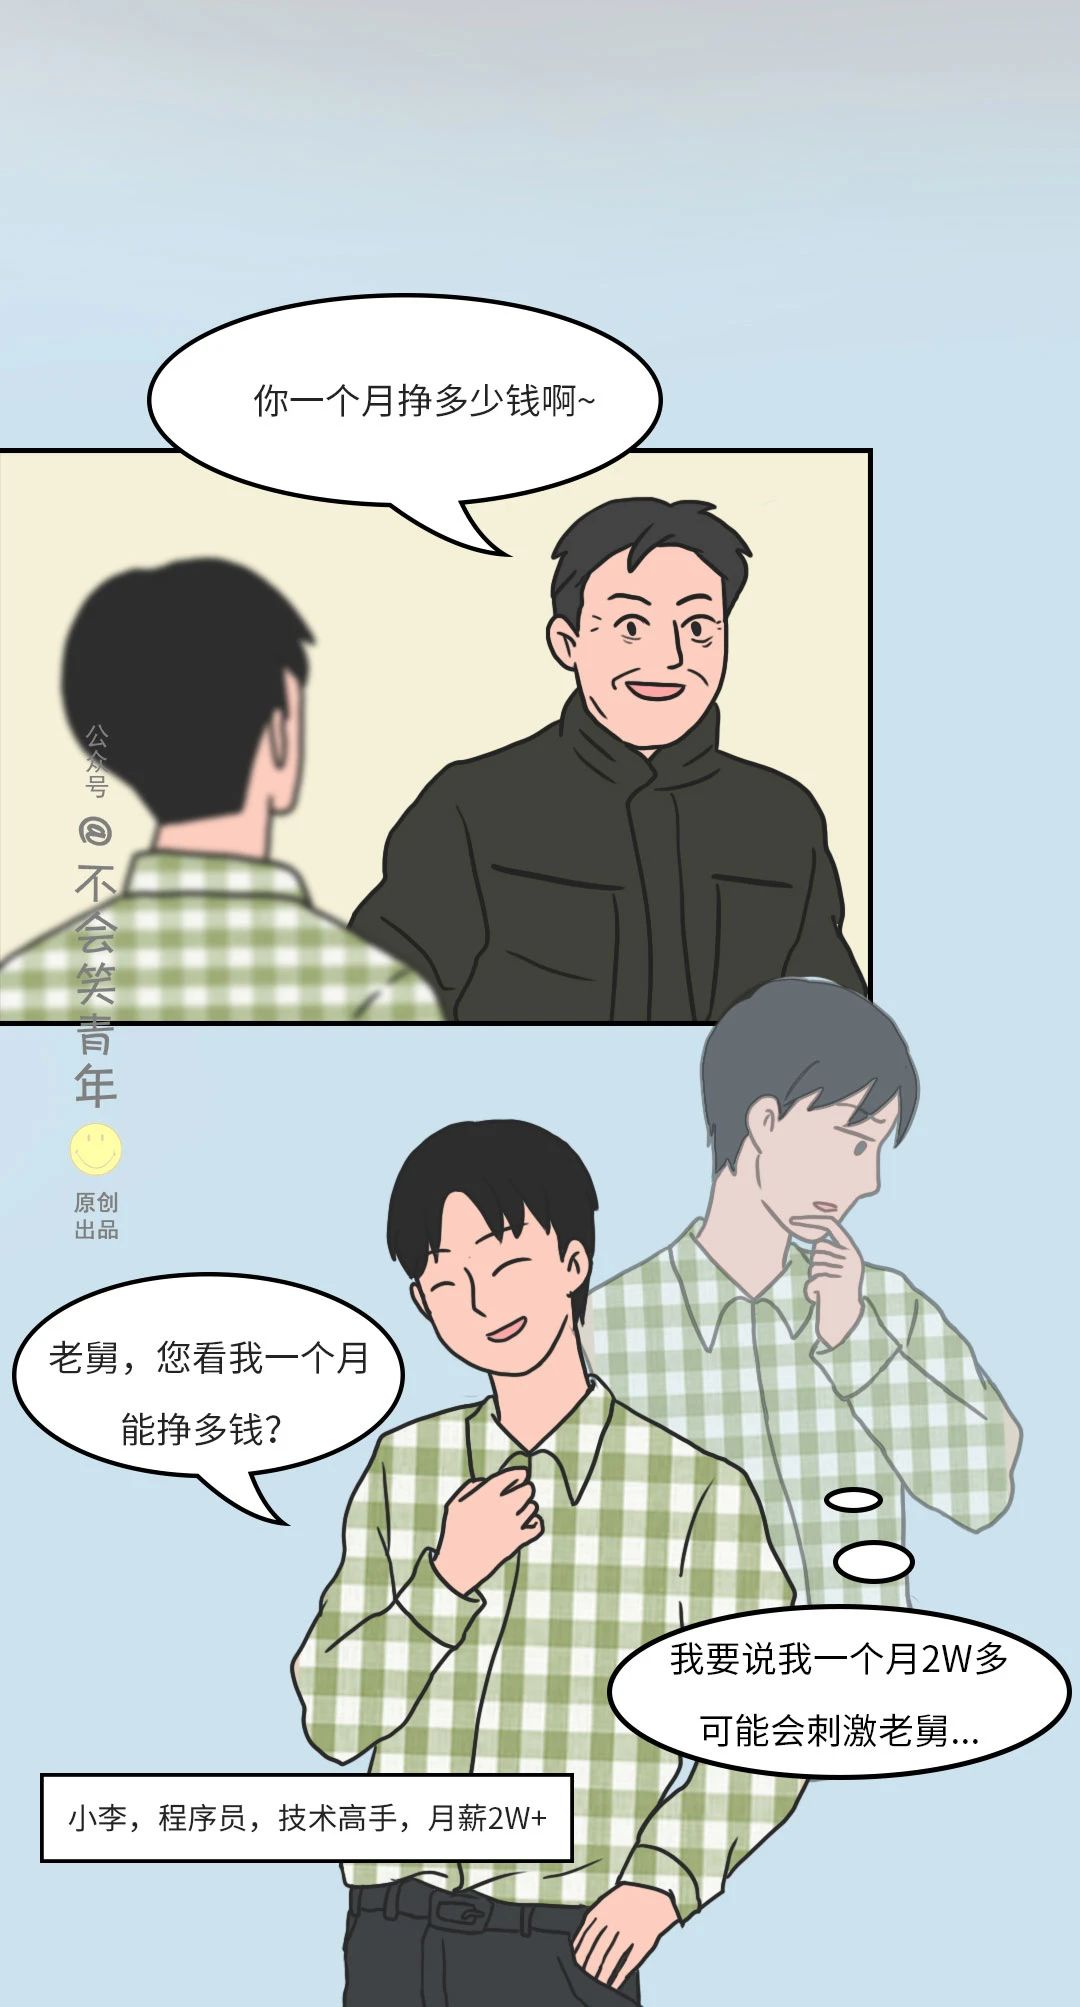 你一个月挣多少钱啊~
公众号
@不会笑青年
原创
出品
老舅，您看我一个月
能挣多钱？
我要说我一个月2W多
可能会刺激老舅...
小李，程序员，技术高手，月薪2W+